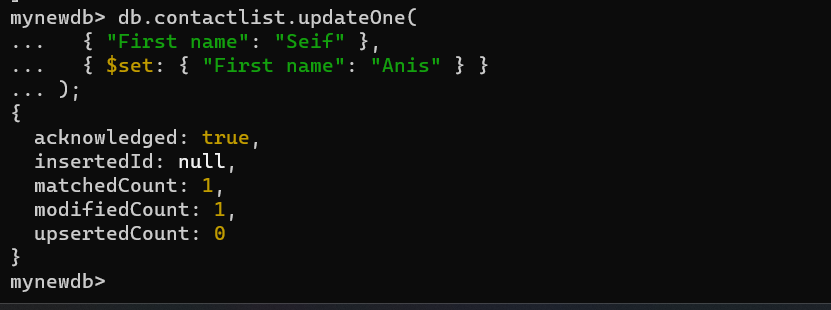 mynewdb> db.contactlist.updateOne(
...   { "First name": "Seif" },
...   { $set: { "First name": "Anis" } }
... );
{
  acknowledged: true,
  insertedId: null,
  matchedCount: 1,
  modifiedCount: 1,
  upsertedCount: 0
}
mynewdb>